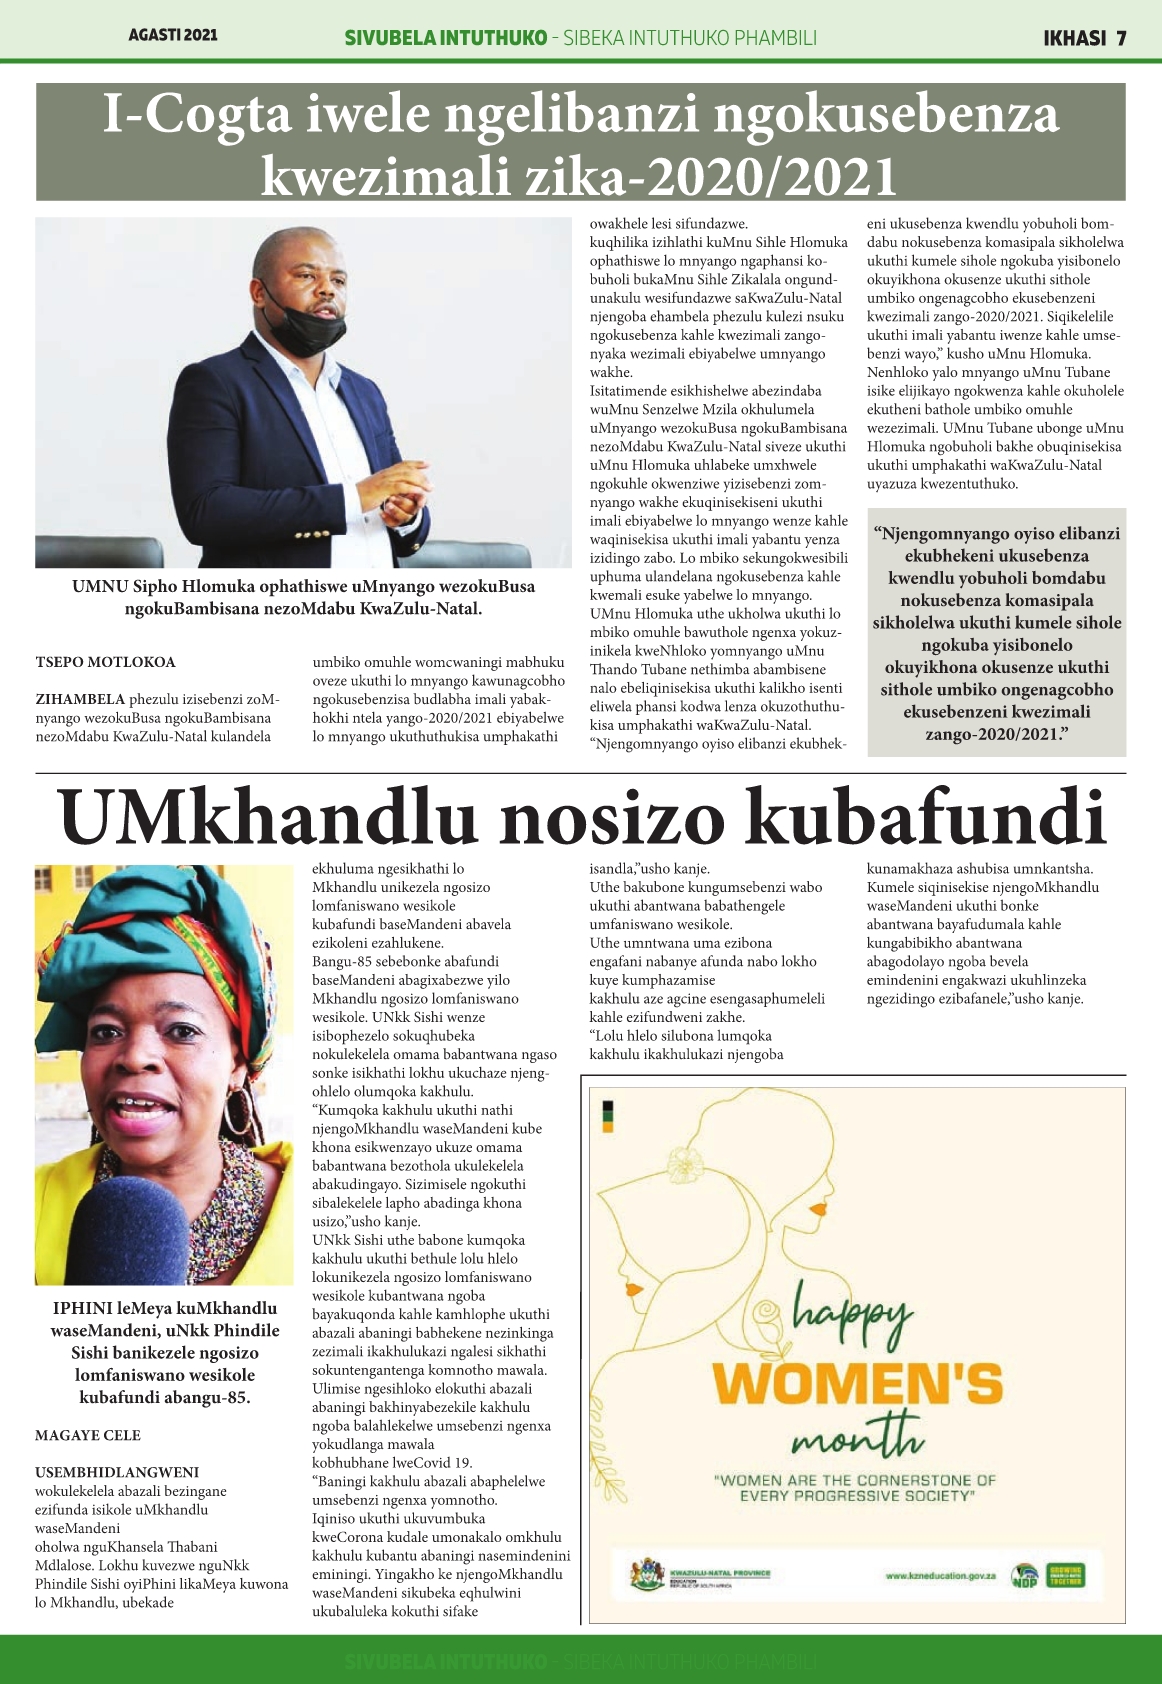 AGASTI 2021
SIVUBELA INTUTHUKO - SIBEKA INTUTHUKO PHAMBILI
IKHASI 7
I-Cogta iwele ngelibanzi ngokusebenza
kwezimali zika-2020/2021
UMNU Sipho Hlomuka ophathiswe uMnyango wezokuBusa
ngokuBambisana nezoMdabu KwaZulu-Natal.
TSEPO MOTLOKOA
ZIHAMBELA phezulu izisebenzi zoM-
nyango wezokuBusa ngokuBambisana
nezoMdabu KwaZulu-Natal kulandela
umbiko omuhle womcwaningi mabhuku
oveze ukuthi lo mnyango kawunagcobho
ngokusebenzisa budlabha imali yabak-
hokhi ntela yango-2020/2021 ebiyabelwe
lo mnyango ukuthuthukisa umphakathi
owakhele lesi sifundazwe.
kuqhilika izihlathi kuMnu Sihle Hlomuka
ophathiswe lo mnyango ngaphansi ko-
buholi bukaMnu Sihle Zikalala ongund-
unakulu wesifundazwe saKwaZulu-Natal
njengoba ehambela phezulu kulezi nsuku
ngokusebenza kahle kwezimali zango-
nyaka wezimali ebiyabelwe umnyango
wakhe.
Isitatimende esikhishelwe abezindaba
wuMnu Senzelwe Mzila okhulumela
uMnyango wezokuBusa ngokuBambisana
nezoMdabu KwaZulu-Natal siveze ukuthi
uMnu Hlomuka uhlabeke umxhwele
ngokuhle okwenziwe yizisebenzi zom-
nyango wakhe ekuqinisekiseni ukuthi
imali ebiyabelwe lo mnyango wenze kahle
waqinisekisa ukuthi imali yabantu yenza
izidingo zabo. Lo mbiko sekungokwesibili
uphuma ulandelana ngokusebenza kahle
kwemali esuke yabelwe lo mnyango.
UMnu Hlomuka uthe ukholwa ukuthi lo
mbiko omuhle bawuthole ngenxa yokuz-
inikela kweNhloko yomnyango uMnu
Thando Tubane nethimba abambisene
nalo ebeliqinisekisa ukuthi kalikho isenti
eliwela phansi kodwa lenza okuzothuthu-
kisa umphakathi waKwaZulu-Natal.
“Njengomnyango oyiso elibanzi ekubhek-
eni ukusebenza kwendlu yobuholi bom-
dabu nokusebenza komasipala sikholelwa
ukuthi kumele sihole ngokuba yisibonelo
okuyikhona okusenze ukuthi sithole
umbiko ongenagcobho ekusebenzeni
kwezimali zango-2020/2021. Siqikelelile
ukuthi imali yabantu iwenze kahle umse-
benzi wayo,” kusho uMnu Hlomuka.
Nenhloko yalo mnyango uMnu Tubane
isike elijikayo ngokwenza kahle okuholele
ekutheni bathole umbiko omuhle
wezezimali. UMnu Tubane ubonge uMnu
Hlomuka ngobuholi bakhe obuqinisekisa
ukuthi umphakathi waKwaZulu-Natal
uyazuza kwezentuthuko.
“Njengomnyango oyiso elibanzi
ekubhekeni ukusebenza
kwendlu yobuholi bomdabu
nokusebenza komasipala
sikholelwa ukuthi kumele sihole
ngokuba yisibonelo
okuyikhona okusenze ukuthi
sithole umbiko ongenagcobho
ekusebenzeni kwezimali
zango-2020/2021.”
UMkhandlu nosizo kubafundi
IPHINI leMeya kuMkhandlu
waseMandeni, uNkk Phindile
Sishi banikezele ngosizo
lomfaniswano wesikole
kubafundi abangu-85.
MAGAYE CELE
USEMBHIDLANGWENI
wokulekelela abazali bezingane
ezifunda isikole uMkhandlu
waseMandeni
oholwa nguKhansela Thabani
Mdlalose. Lokhu kuvezwe nguNkk
Phindile Sishi oyiPhini likaMeya kuwona
lo Mkhandlu, ubekade
ekhuluma ngesikhathi lo
Mkhandlu unikezela ngosizo
lomfaniswano wesikole
kubafundi baseMandeni abavela
ezikoleni ezahlukene.
Bangu-85 sebebonke abafundi
baseMandeni abagixabezwe yilo
Mkhandlu ngosizo lomfaniswano
wesikole. UNkk Sishi wenze
isibophezelo sokuqhubeka
nokulekelela omama babantwana ngaso
sonke isikhathi lokhu ukuchaze njeng-
ohlelo olumqoka kakhulu.
“Kumqoka kakhulu ukuthi nathi
njengoMkhandlu waseMandeni kube
khona esikwenzayo ukuze omama
babantwana bezothola ukulekelela
abakudingayo. Sizimisele ngokuthi
sibalekelele lapho abadinga khona
usizo,”usho kanje.
UNkk Sishi uthe babone kumqoka
kakhulu ukuthi bethule lolu hlelo
lokunikezela ngosizo lomfaniswano
wesikole kubantwana ngoba
bayakuqonda kahle kamhlophe ukuthi
abazali abaningi babhekene nezinkinga
zezimali ikakhulukazi ngalesi sikhathi
sokuntengantenga komnotho mawala.
Ulimise ngesihloko elokuthi abazali
abaningi bakhinyabezekile kakhulu
ngoba balahlekelwe umsebenzi ngenxa
yokudlanga mawala
kobhubhane lweCovid 19.
“Baningi kakhulu abazali abaphelelwe
umsebenzi ngenxa yomnotho.
Iqiniso ukuthi ukuvumbuka
kweCorona kudale umonakalo omkhulu
kakhulu kubantu abaningi nasemindenini
eminingi. Yingakho ke njengoMkhandlu
waseMandeni sikubeka eqhulwini
ukubaluleka kokuthi sifake
isandla,”usho kanje.
Uthe bakubone kungumsebenzi wabo
ukuthi abantwana babathengele
umfaniswano wesikole.
Uthe umntwana uma ezibona
engafani nabanye afunda nabo lokho
kuye kumphazamise
kakhulu aze agcine esengasaphumeleli
kahle ezifundweni zakhe.
“Lolu hlelo silubona lumqoka
kakhulu ikakhulukazi njengoba
kunamakhaza ashubisa umnkantsha.
Kumele siqinisekise njengoMkhandlu
waseMandeni ukuthi bonke
abantwana bayafudumala kahle
kungabibikho abantwana
abagodolayo ngoba bevela
emindenini engakwazi ukuhlinzeka
ngezidingo ezibafanele,”usho kanje.
happy
WOMEN'S
month
"WOMEN ARE THE CORNERSTONE OF
EVERY PROGRESSIVE SOCIETY"
KWAZULU-NATAL PROVINCE
EDUCATION
REPUBLIC OF SOUTH AFRICA
www.kzneducation.gov.za
NDP
GROWING
KWAZULU-NATAL
TOGETHER
SIVUBELA INTUTHUKO - SIBEKA INTUTHUKO PHAMBILI